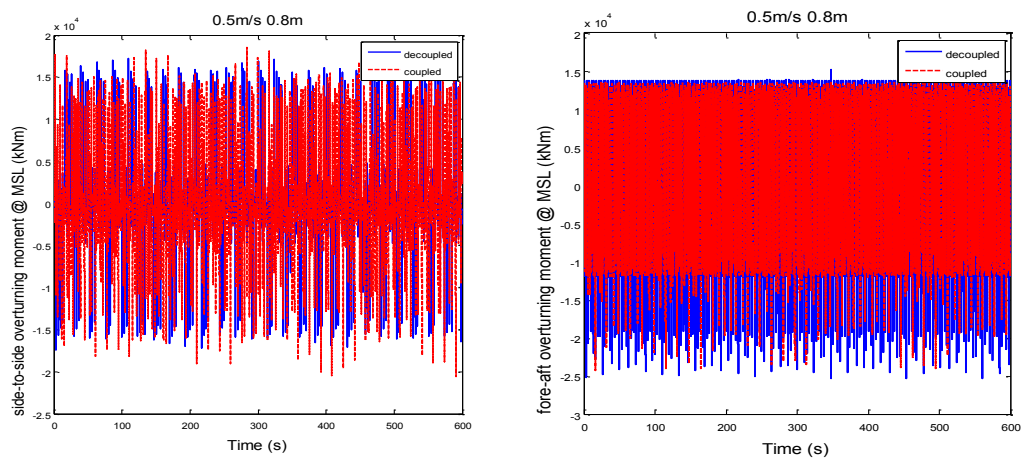 0.5m/s 0.8m
x 10^4
2
1.5
1
0.5
0
-0.5
-1
-1.5
-2
-2.5
0 100 200 300 400 500 600
Time (s)
side-to-side overturning moment @ MSL (kNm)
decoupled
coupled
0.5m/s 0.8m
x 10^4
2
1.5
1
0.5
0
-0.5
-1
-1.5
-2
-2.5
-3
0 100 200 300 400 500 600
Time (s)
fore-aft overturning moment @ MSL (kNm)
decoupled
coupled